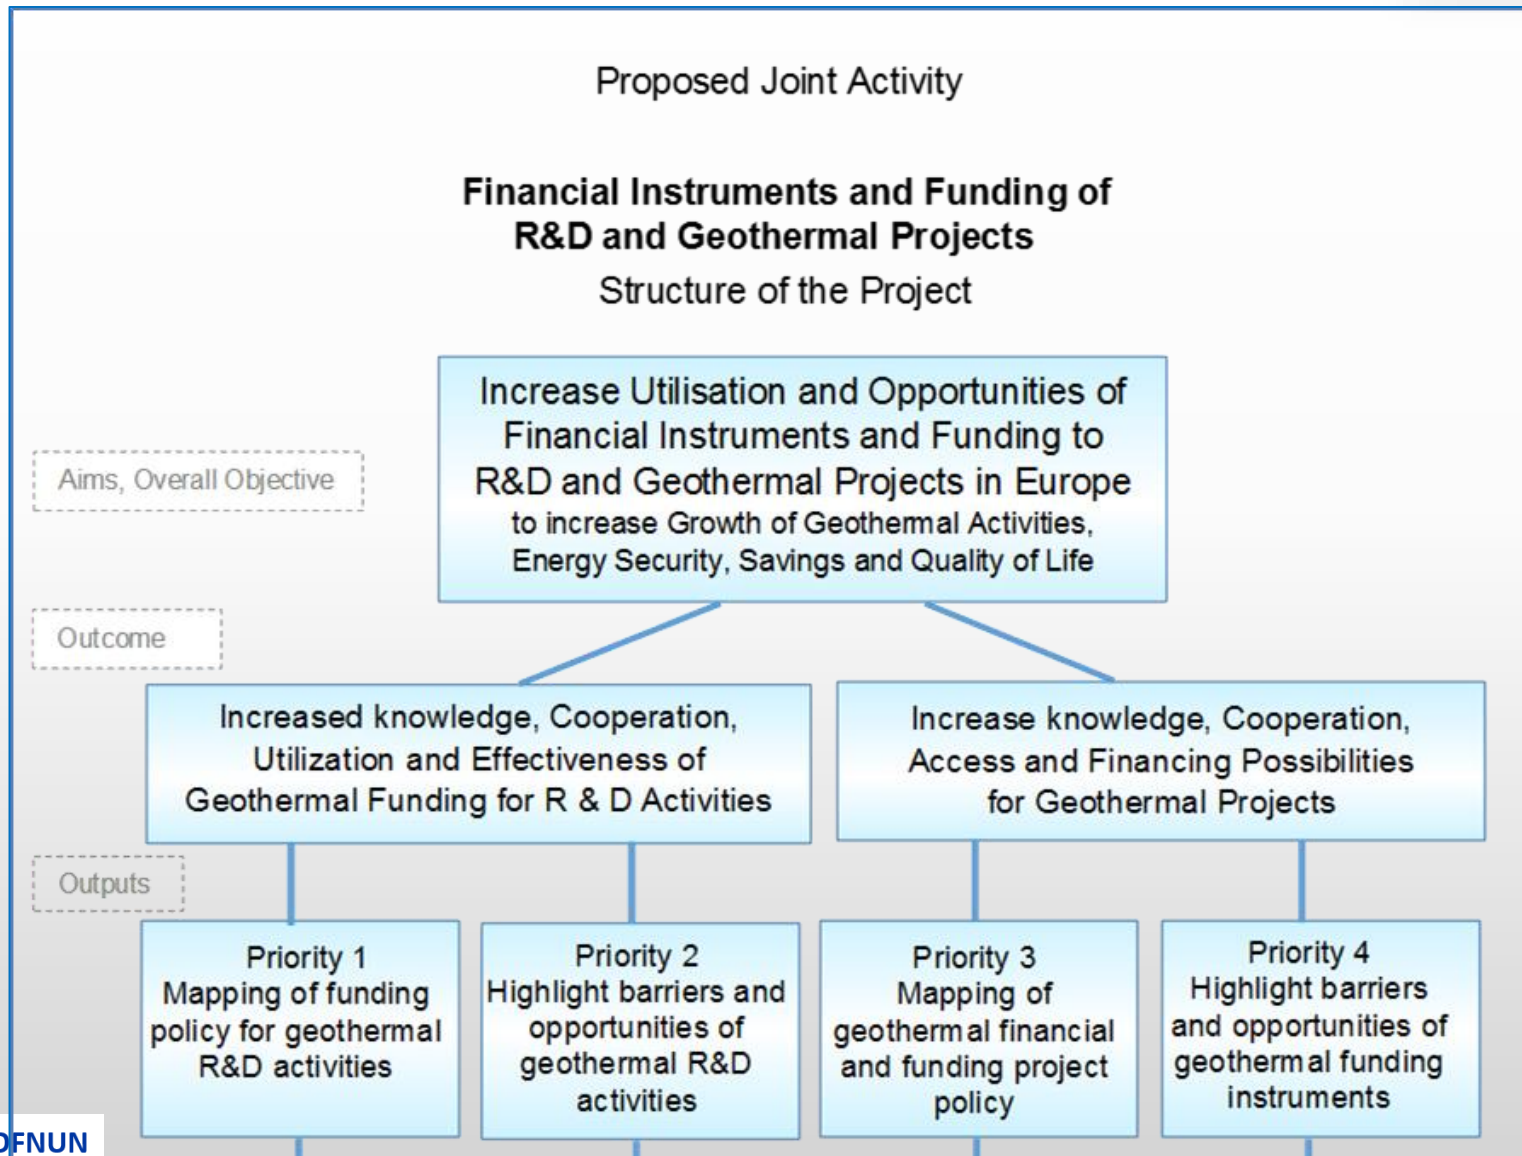 Proposed Joint Activity
Financial Instruments and Funding of
R&D and Geothermal Projects
Structure of the Project
Increase Utilisation and Opportunities of
Financial Instruments and Funding to
R&D and Geothermal Projects in Europe
to increase Growth of Geothermal Activities,
Energy Security, Savings and Quality of Life
Aims, Overall Objective
Outcome
Increased knowledge, Cooperation,
Utilization and Effectiveness of
Geothermal Funding for R & D Activities
Increase knowledge, Cooperation,
Access and Financing Possibilities
for Geothermal Projects
Outputs
Priority 1
Mapping of funding
policy for geothermal
R&D activities
Priority 2
Highlight barriers and
opportunities of
geothermal R&D
activities
Priority 3
Mapping of
geothermal financial
and funding project
policy
Priority 4
Highlight barriers
and opportunities of
geothermal funding
instruments